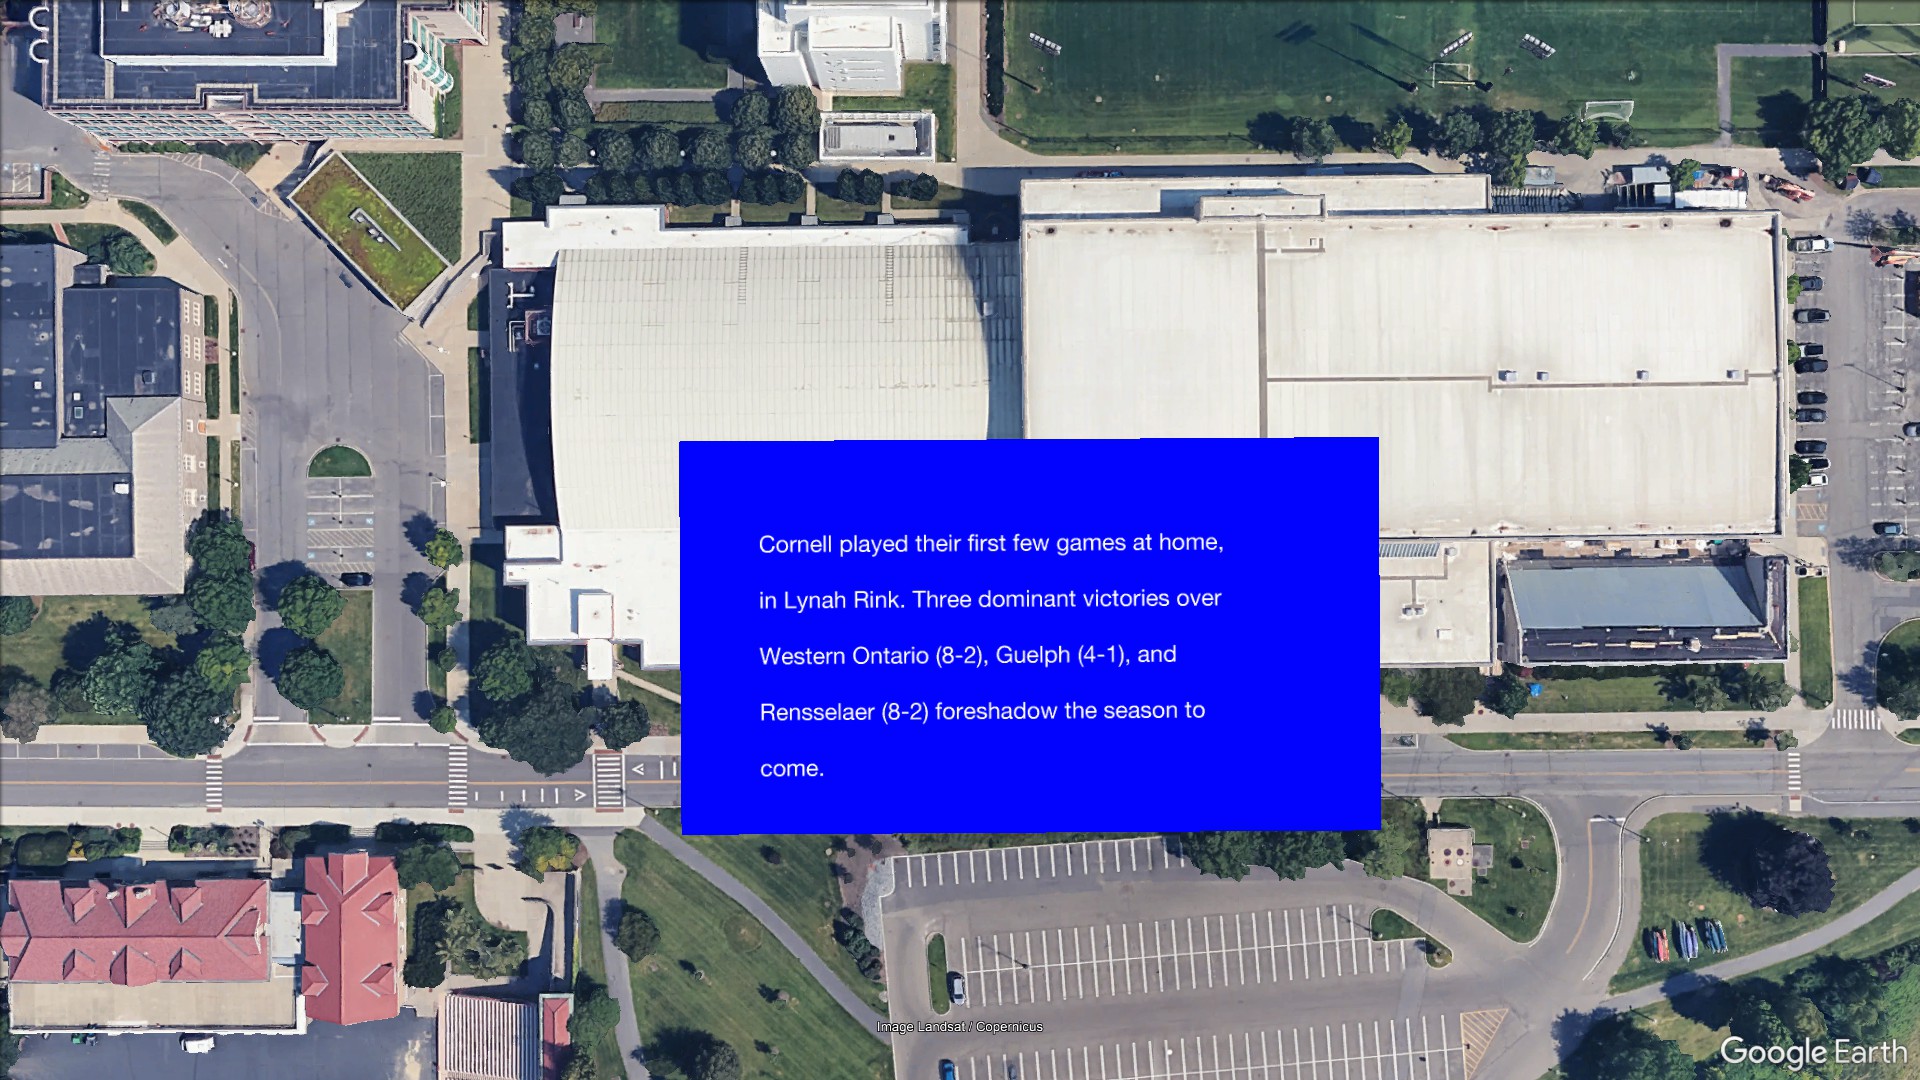 Cornell played their first few games at home,
in Lynah Rink. Three dominant victories over
Western Ontario (8-2), Guelph (4-1), and
Rensselaer (8-2) foreshadow the season to
come.
Image Landsat / Copernicus
Google Earth